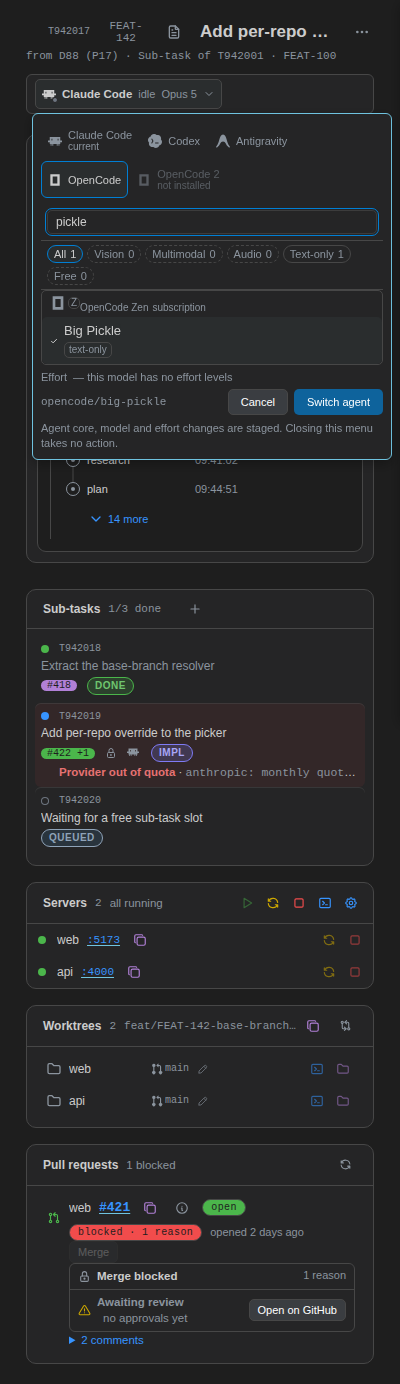 T942017
FEAT-142
Add per-repo …
from D88 (P17) · Sub-task of T942001 · FEAT-100
Claude Code idle Opus 5
Claude Code
current
Codex
Antigravity
OpenCode
OpenCode 2
not installed
pickle
All 1
Vision 0
Multimodal 0
Audio 0
Text-only 1
Free 0
Z OpenCode Zen subscription
Big Pickle
text-only
Effort — this model has no effort levels
opencode/big-pickle
Cancel
Switch agent
Agent core, model and effort changes are staged. Closing this menu
takes no action.
research 09:41:02
plan 09:44:51
14 more
Sub-tasks 1/3 done
T942018
Extract the base-branch resolver
#418 DONE
T942019
Add per-repo override to the picker
#422 +1 IMPL
Provider out of quota · anthropic: monthly quot…
T942020
Waiting for a free sub-task slot
QUEUED
Servers 2 all running
web :5173
api :4000
Worktrees 2 feat/FEAT-142-base-branch…
web main
api main
Pull requests 1 blocked
web #421 open
blocked · 1 reason opened 2 days ago
Merge
Merge blocked 1 reason
Awaiting review
no approvals yet
Open on GitHub
2 comments